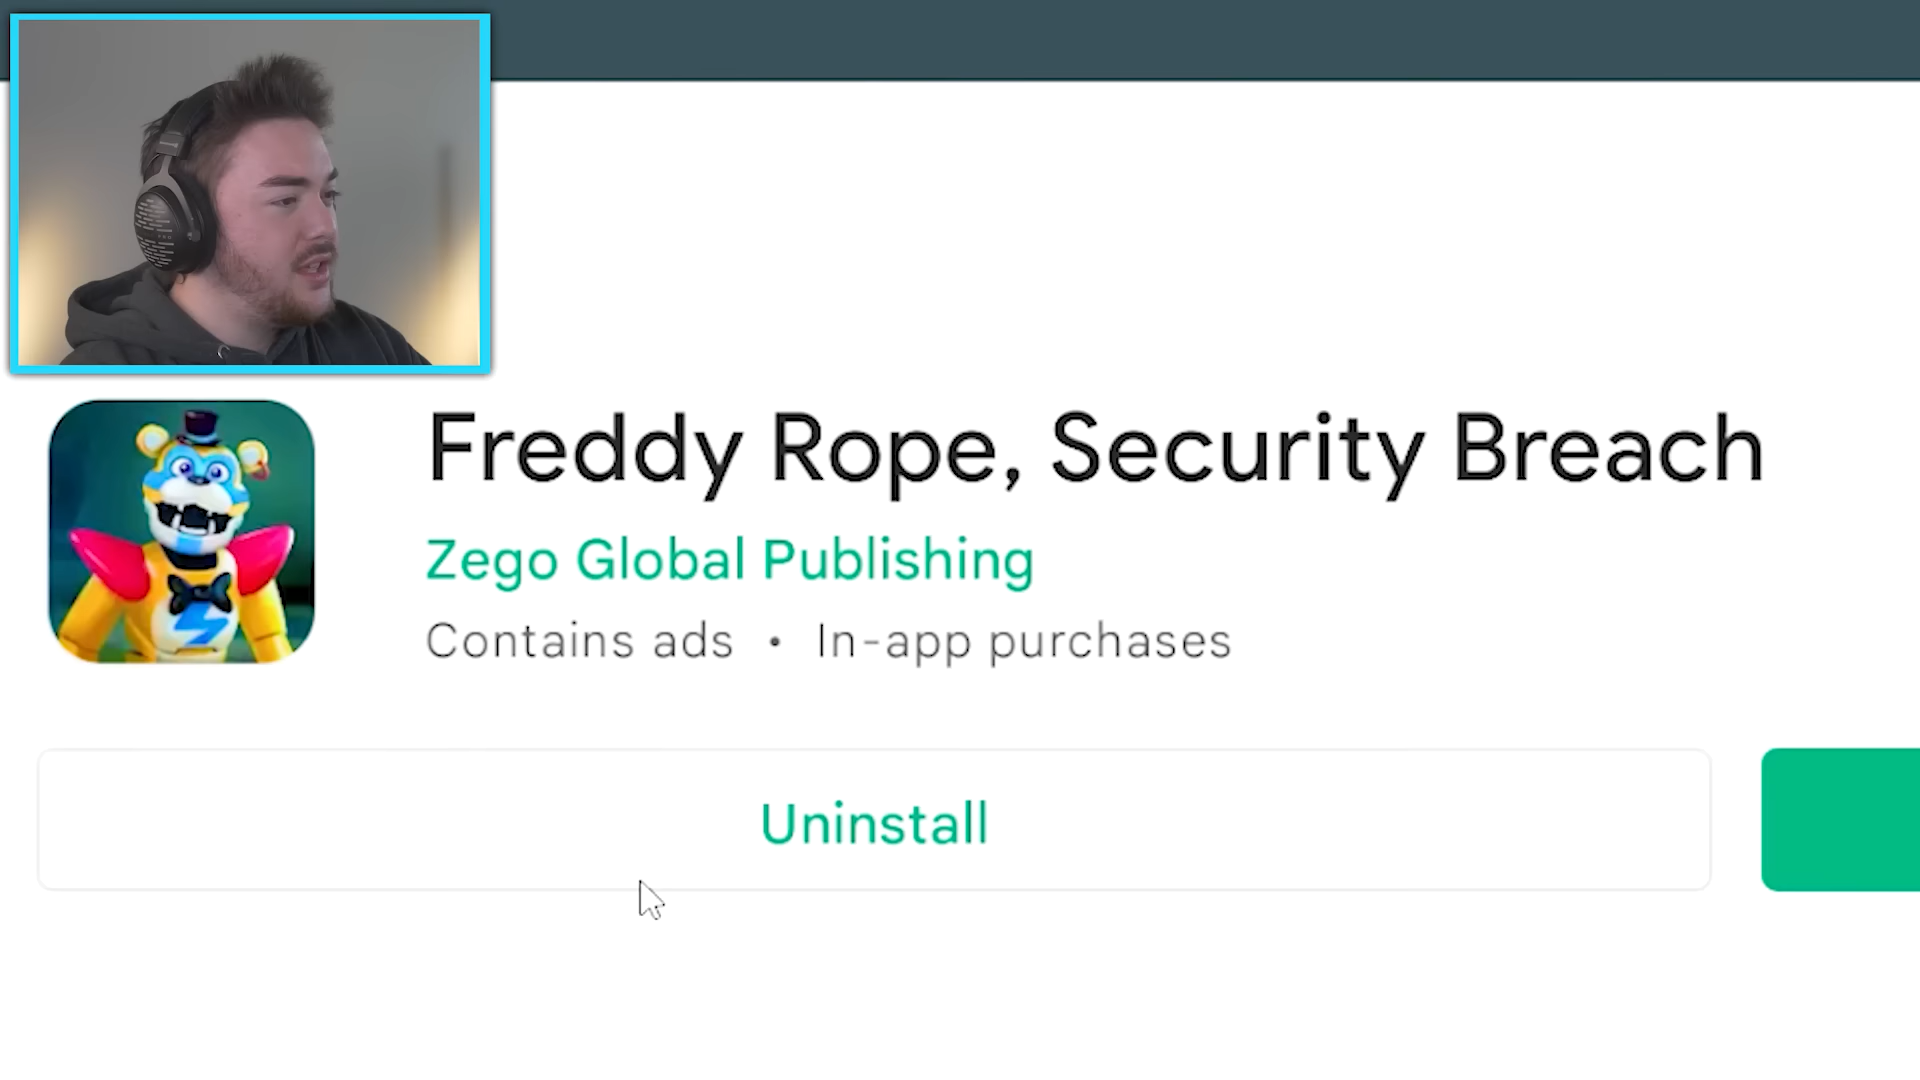 Freddy Rope, Security Breach
Zego Global Publishing
Contains ads • In-app purchases
Uninstall